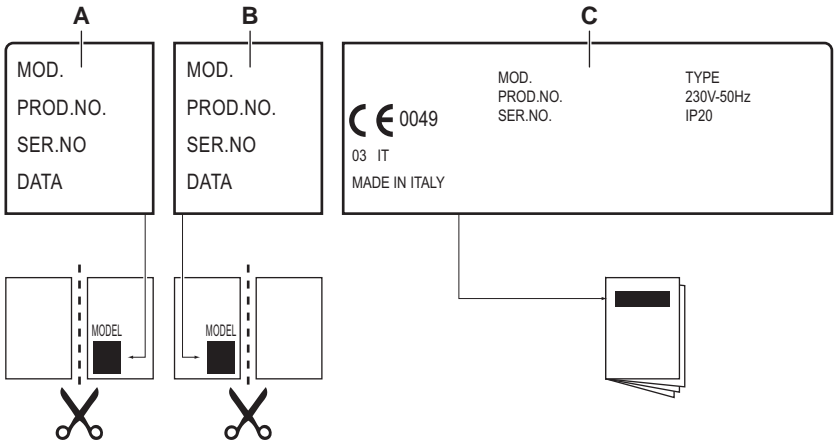 A
B
C
MOD.
PROD.NO.
SER.NO
DATA
MOD.
PROD.NO.
SER.NO
DATA
MOD.
PROD.NO.
SER.NO.
TYPE
230V-50Hz
IP20
CE 0049
03 IT
MADE IN ITALY
MODEL
MODEL